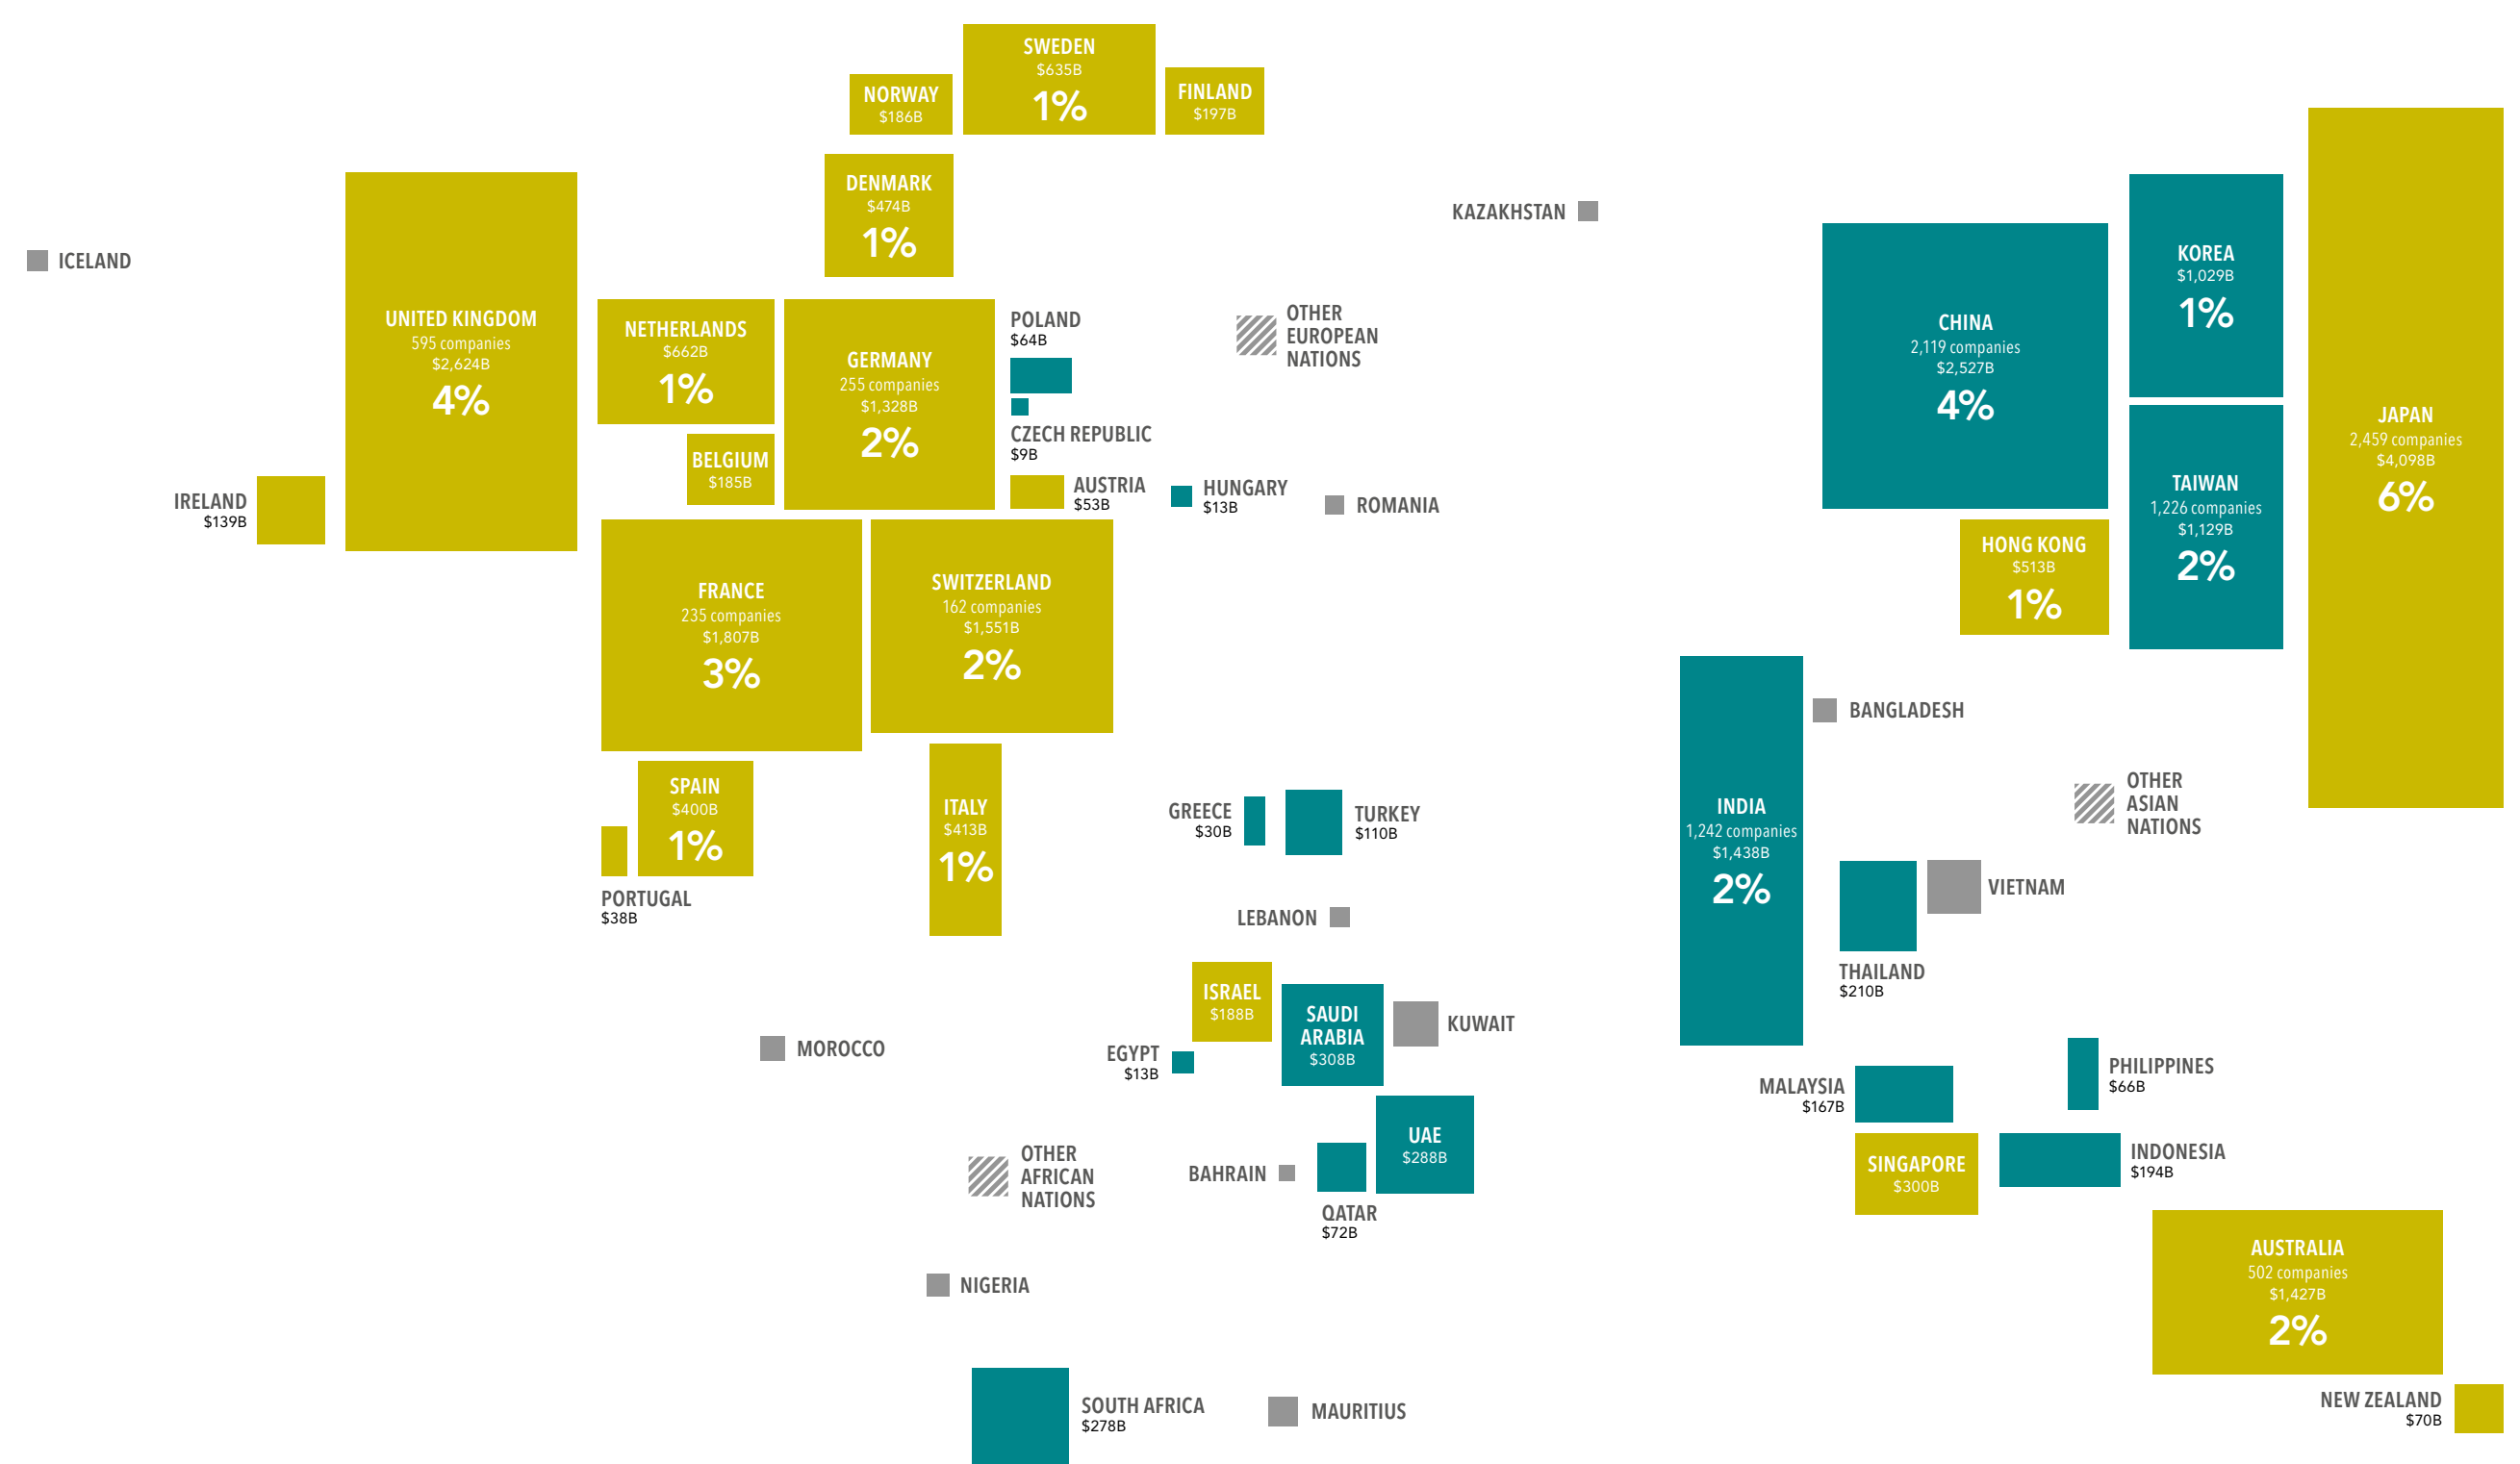 SWEDEN
$635B
1%
NORWAY
$186B
FINLAND
$197B
DENMARK
$474B
1%
KAZAKHSTAN
ICELAND
UNITED KINGDOM
595 companies
$2,624B
4%
NETHERLANDS
$662B
1%
GERMANY
255 companies
$1,328B
2%
POLAND
$64B
CZECH REPUBLIC
$9B
OTHER
EUROPEAN
NATIONS
BELGIUM
$185B
AUSTRIA
$53B
HUNGARY
$13B
ROMANIA
IRELAND
$139B
FRANCE
235 companies
$1,807B
3%
SWITZERLAND
162 companies
$1,551B
2%
SPAIN
$400B
1%
PORTUGAL
$38B
ITALY
$413B
1%
GREECE
$30B
TURKEY
$110B
LEBANON
ISRAEL
$188B
SAUDI
ARABIA
$308B
KUWAIT
MOROCCO
EGYPT
$13B
OTHER
AFRICAN
NATIONS
BAHRAIN
QATAR
$72B
UAE
$288B
NIGERIA
SOUTH AFRICA
$278B
MAURITIUS
CHINA
2,119 companies
$2,527B
4%
KOREA
$1,029B
1%
TAIWAN
1,226 companies
$1,129B
2%
JAPAN
2,459 companies
$4,098B
6%
HONG KONG
$513B
1%
INDIA
1,242 companies
$1,438B
2%
BANGLADESH
OTHER
ASIAN
NATIONS
VIETNAM
THAILAND
$210B
PHILIPPINES
$66B
MALAYSIA
$167B
SINGAPORE
$300B
INDONESIA
$194B
AUSTRALIA
502 companies
$1,427B
2%
NEW ZEALAND
$70B